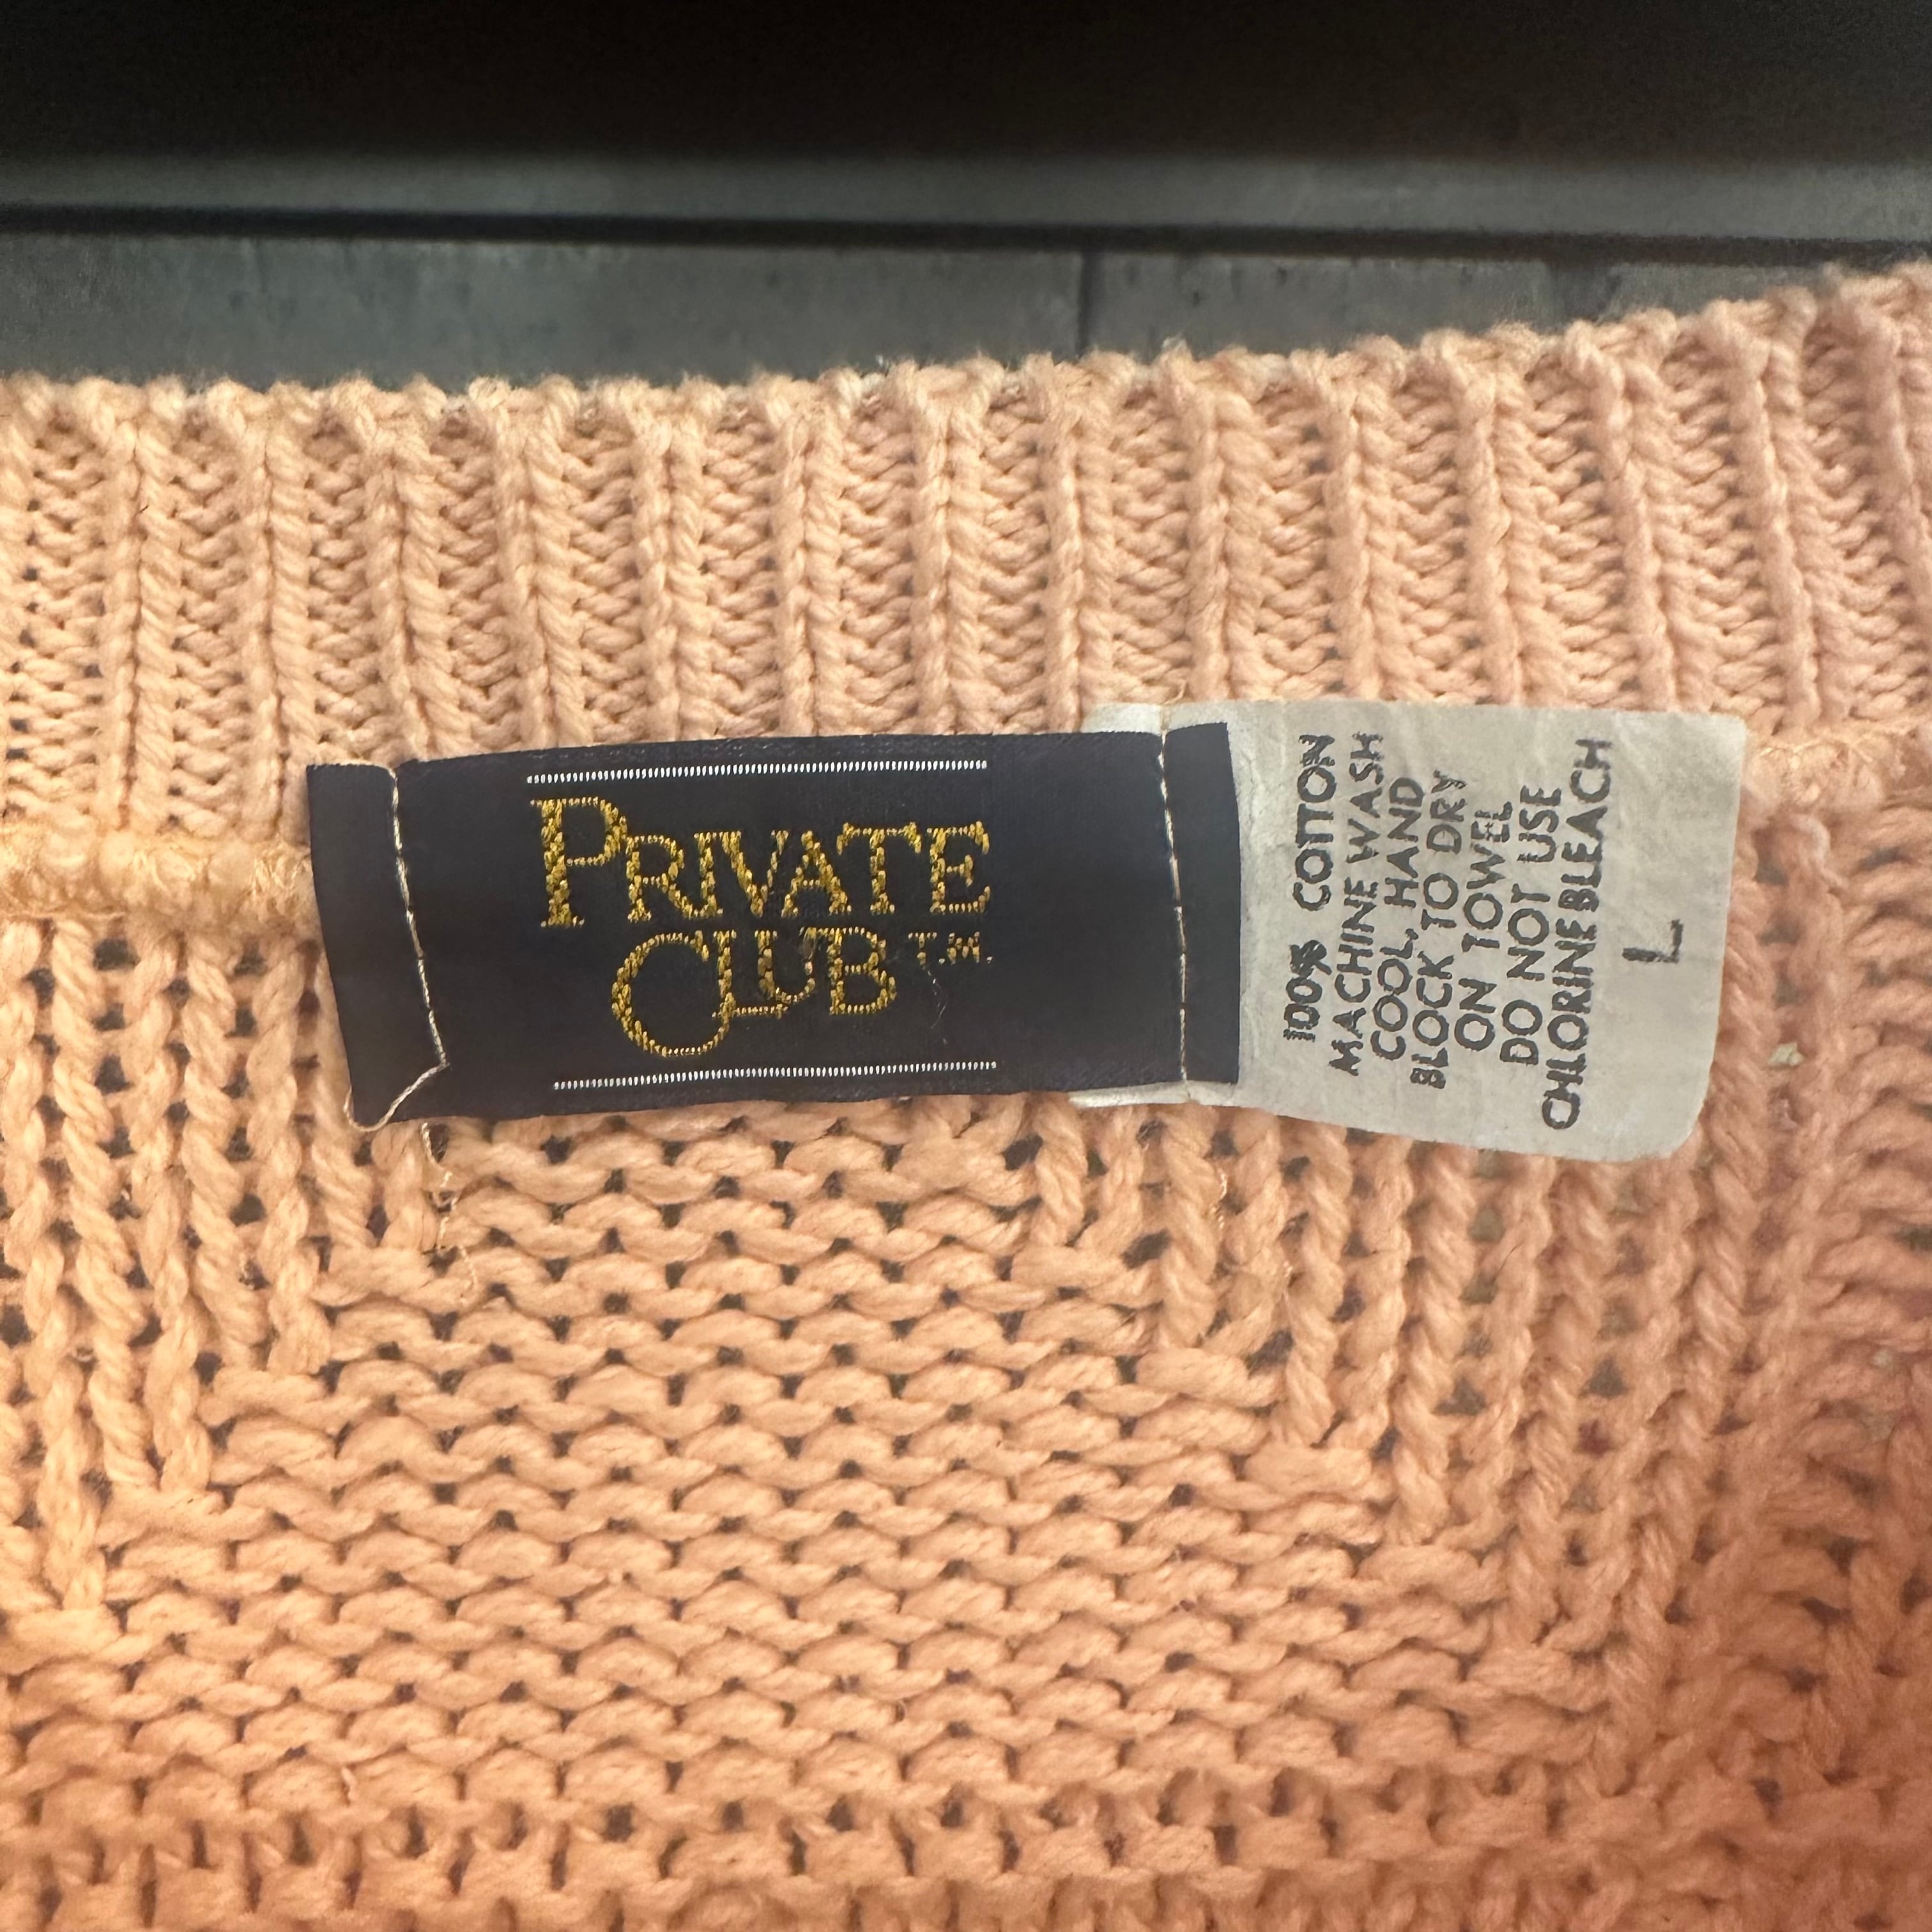 PRIVATE
CLUB T.M.
100% COTTON
MACHINE WASH
COOL, HAND
BLOCK TO DRY
ON TOWEL
DO NOT USE
CHLORINE BLEACH
L